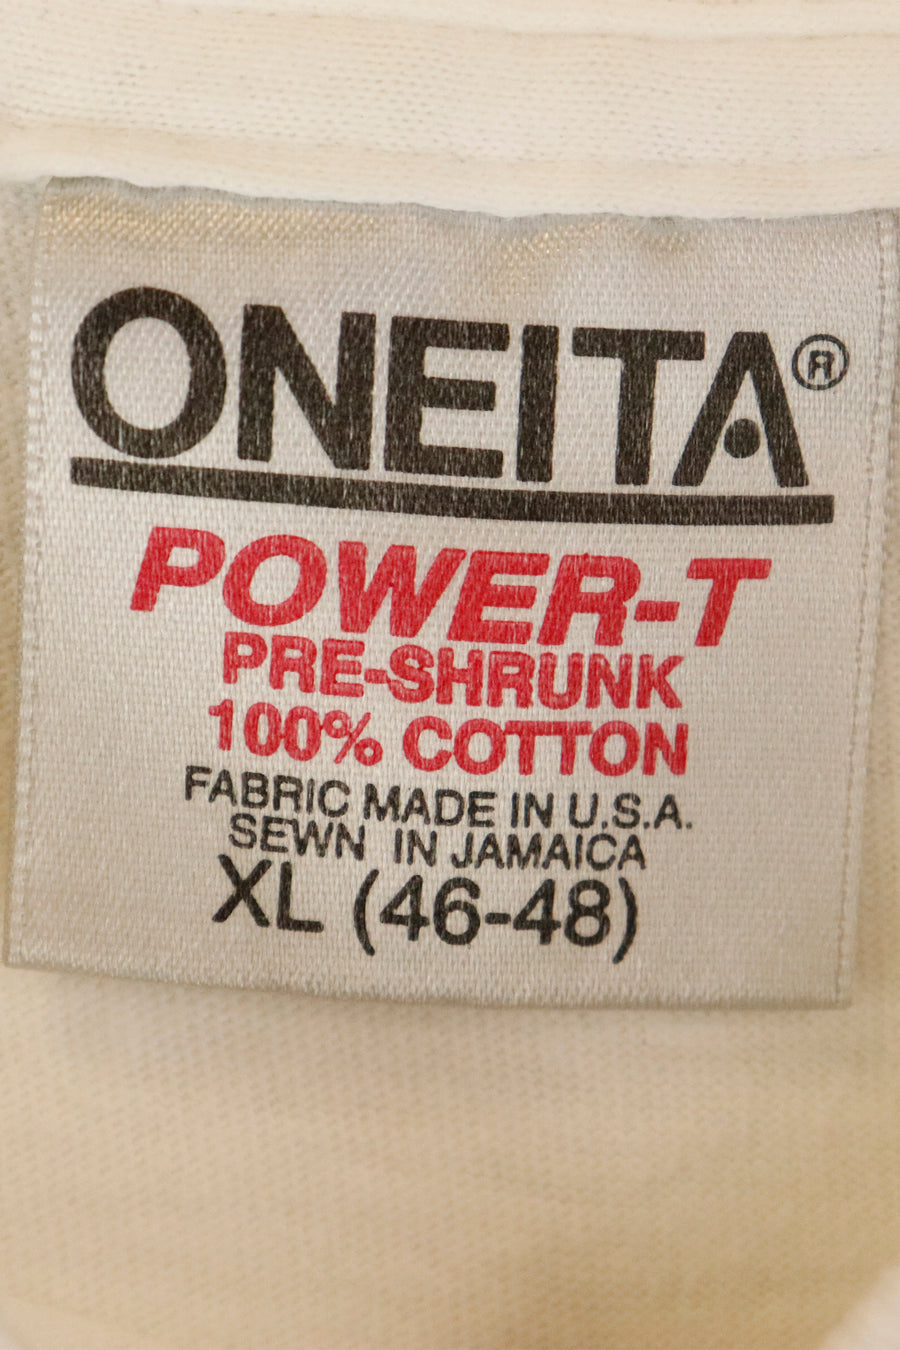 ONEITA®
POWER-T
PRE-SHRUNK
100% COTTON
FABRIC MADE IN U.S.A.
SEWN IN JAMAICA
XL (46-48)